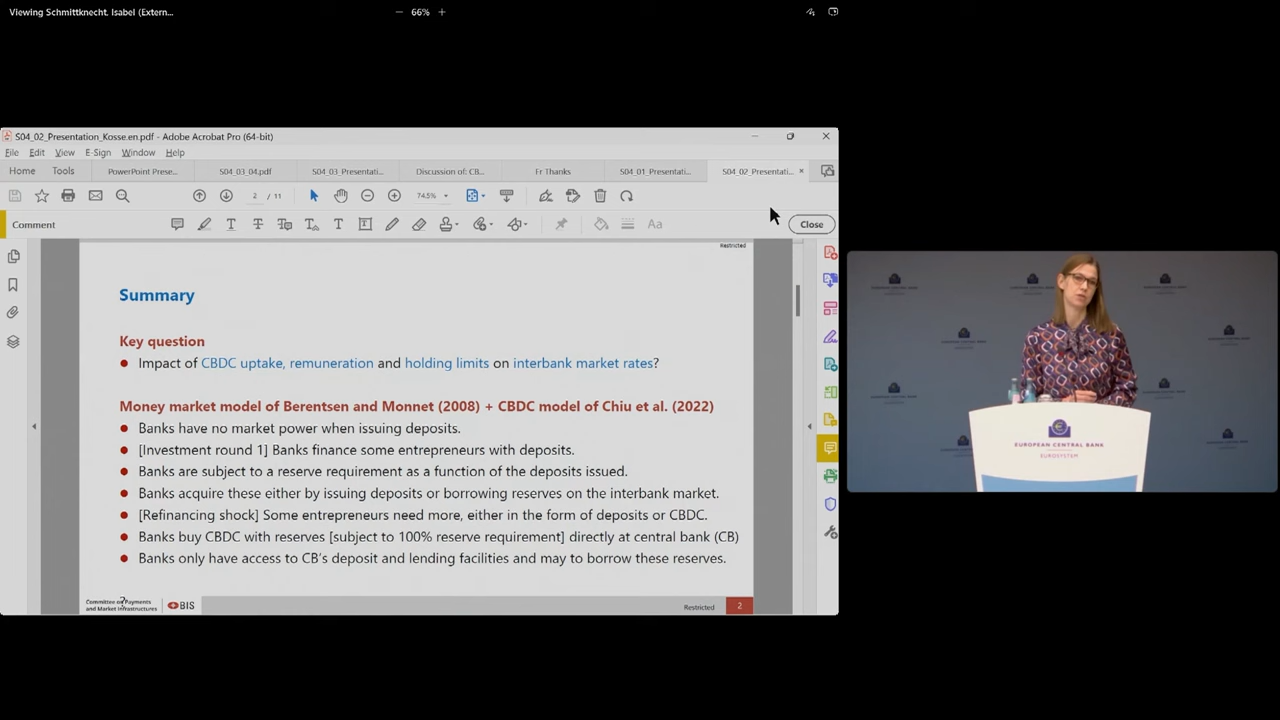 Viewing Schmittknecht. Isabel (Extern...
66%
S04_02_Presentation_Kosse.en.pdf - Adobe Acrobat Pro (64-bit)
File Edit View E-Sign Window Help
Home Tools PowerPoint Prese... S04_03_04.pdf S04_03_Presentati... Discussion of: CB... Fr Thanks S04_01_Presentati... S04_02_Presentati...
2 / 11 74.5%
Comment Close
Restricted
Summary
Key question
Impact of CBDC uptake, remuneration and holding limits on interbank market rates?
Money market model of Berentsen and Monnet (2008) + CBDC model of Chiu et al. (2022)
Banks have no market power when issuing deposits.
[Investment round 1] Banks finance some entrepreneurs with deposits.
Banks are subject to a reserve requirement as a function of the deposits issued.
Banks acquire these either by issuing deposits or borrowing reserves on the interbank market.
[Refinancing shock] Some entrepreneurs need more, either in the form of deposits or CBDC.
Banks buy CBDC with reserves [subject to 100% reserve requirement] directly at central bank (CB)
Banks only have access to CB's deposit and lending facilities and may to borrow these reserves.
Committee on Payments
and Market Infrastructures
BIS
Restricted 2
EUROPEAN CENTRAL BANK
EUROSYSTEM